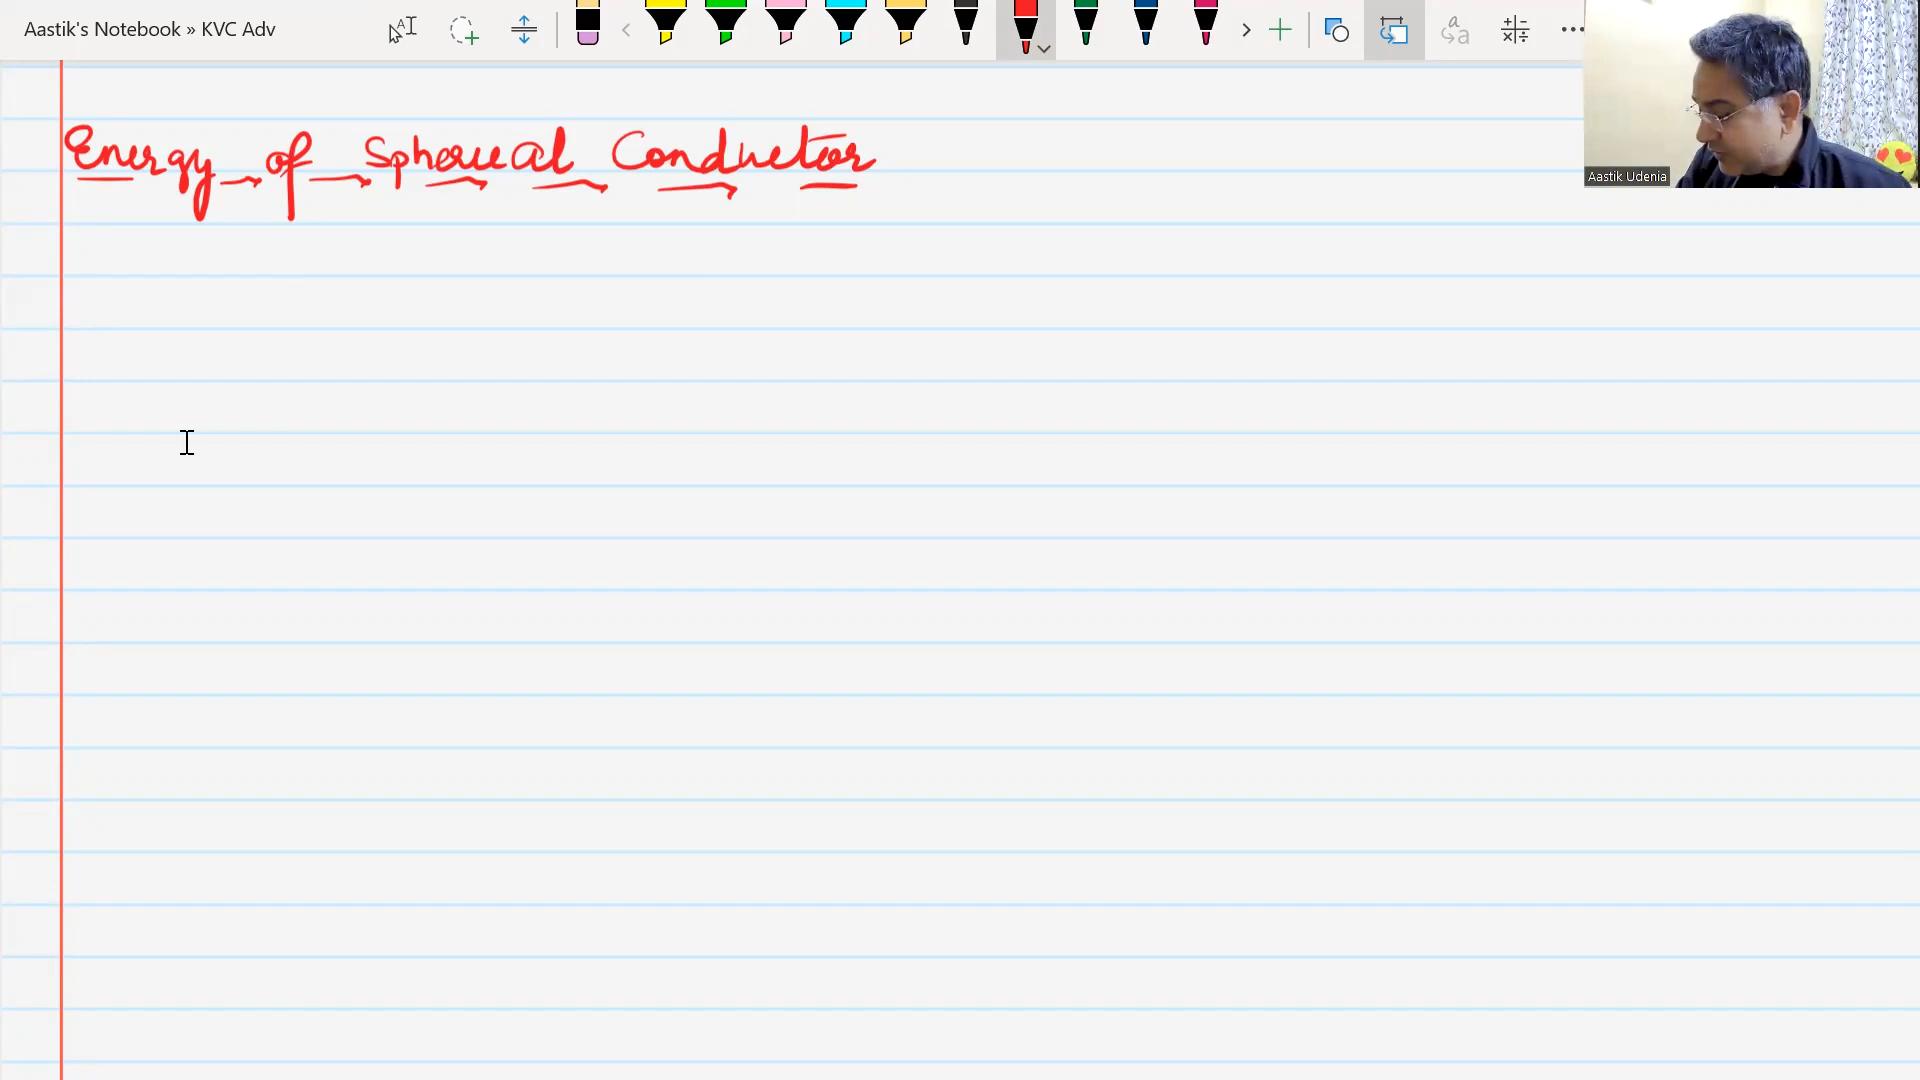 Aastik's Notebook » KVC Adv
Energy of Spherical Conductor
Aastik Udenia